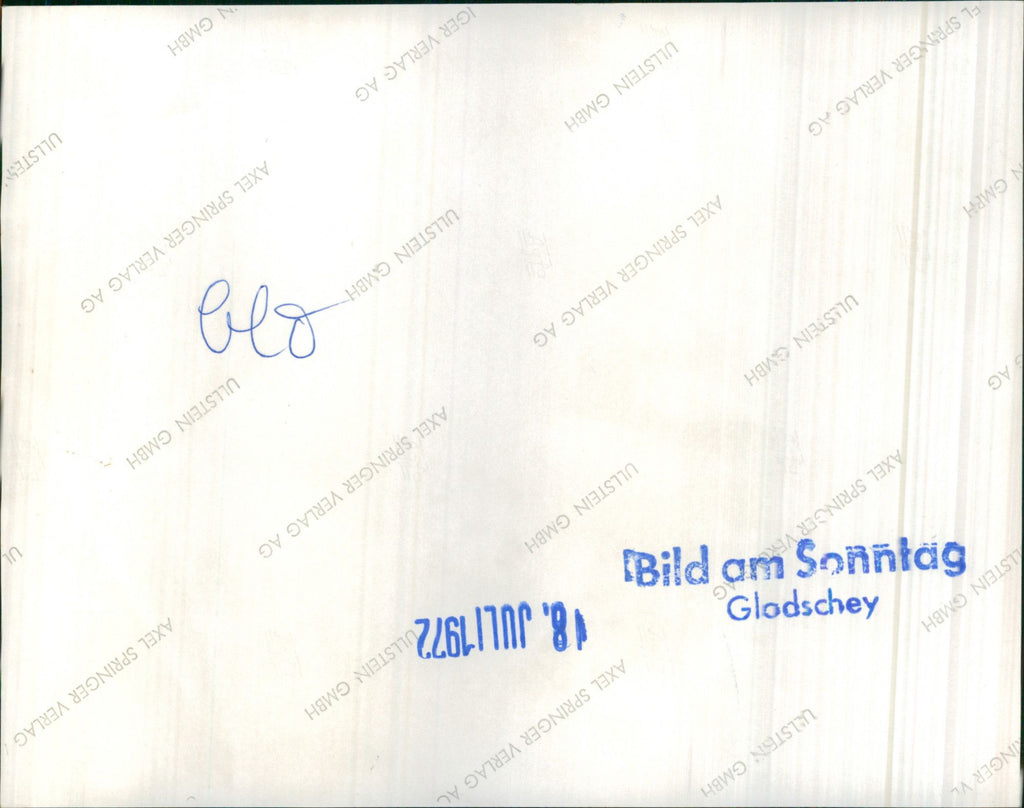 ULLSTEIN GMBH
AXEL SPRINGER VERLAG AG
Bild am Sonntag
Glodschey
18. JULI 1972